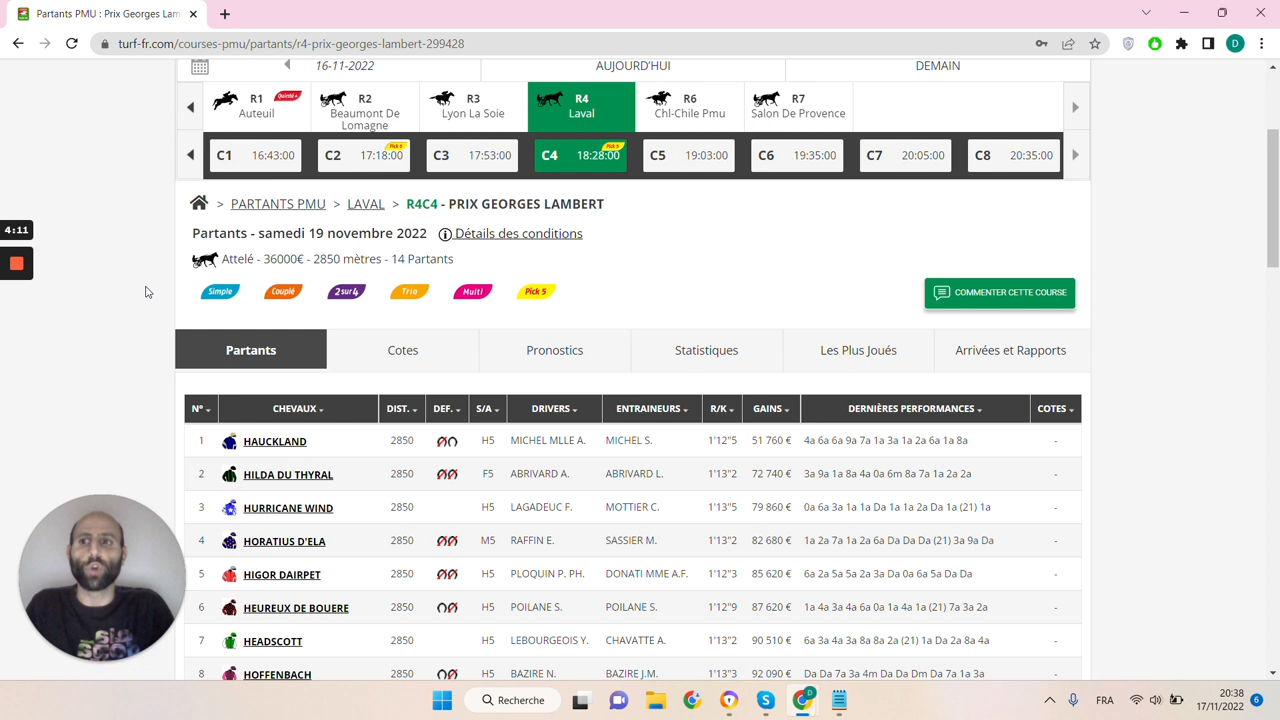 Partants PMU : Prix Georges Lam
turf-fr.com/courses-pmu/partants/r4-prix-georges-lambert-299428
16-11-2022 AUJOURD'HUI DEMAIN
R1 Quinté+ R2 R3 R4 R6 R7
Auteuil Beaumont De Lyon La Soie Laval Chl-Chile Pmu Salon De Provence
Lomagne
C1 16:43:00 C2 17:18:00 Pick 5 C3 17:53:00 C4 18:28:00 Pick 5 C5 19:03:00 C6 19:35:00 C7 20:05:00 C8 20:35:00
> PARTANTS PMU > LAVAL > R4C4 - PRIX GEORGES LAMBERT
4:11
Partants - samedi 19 novembre 2022 Détails des conditions
Attelé - 36000€ - 2850 mètres - 14 Partants
Simple Couplé 2sur4 Trio Multi Pick 5
COMMENTER CETTE COURSE
Partants Cotes Pronostics Statistiques Les Plus Joués Arrivées et Rapports
N° CHEVAUX DIST. DEF. S/A DRIVERS ENTRAINEURS R/K GAINS DERNIÈRES PERFORMANCES COTES
1 HAUCKLAND 2850 H5 MICHEL MLLE A. MICHEL S. 1'12"5 51 760 € 4a 6a 6a 9a 7a 1a 3a 1a 2a 0a 1a 8a -
2 HILDA DU THYRAL 2850 F5 ABRIVARD A. ABRIVARD L. 1'13"2 72 740 € 3a 9a 1a 8a 4a 0a 6m 8a 7a 1a 2a 2a -
3 HURRICANE WIND 2850 H5 LAGADEUC F. MOTTIER C. 1'13"5 79 860 € 0a 6a 3a 1a 1a Da 1a 1a 2a Da 1a (21) 1a -
4 HORATIUS D'ELA 2850 M5 RAFFIN E. SASSIER M. 1'13"2 82 680 € 1a 2a 7a 1a 2a 6a Da Da Da (21) 3a 9a Da -
5 HIGOR DAIRPET 2850 H5 PLOQUIN P. PH. DONATI MME A.F. 1'12"3 85 620 € 6a 2a 5a 5a 2a 3a Da 0a 6a 5a Da Da -
6 HEUREUX DE BOUERE 2850 H5 POILANE S. POILANE S. 1'12"9 87 620 € 1a 4a 3a 4a 6a 0a 1a 4a 1a (21) 7a 3a 2a -
7 HEADSCOTT 2850 H5 LEBOURGEOIS Y. CHAVATTE A. 1'13"2 90 510 € 6a 3a 4a 3a 8a 8a 2a (21) 1a Da 2a 8a 4a -
8 HOFFENBACH 2850 H5 BAZIRE N. BAZIRE J.M. 1'13"2 92 090 € Da Da 7a 3a 4m Da Da Dm Da 7a 1a 3a -
Recherche
FRA
20:38
17/11/2022
6